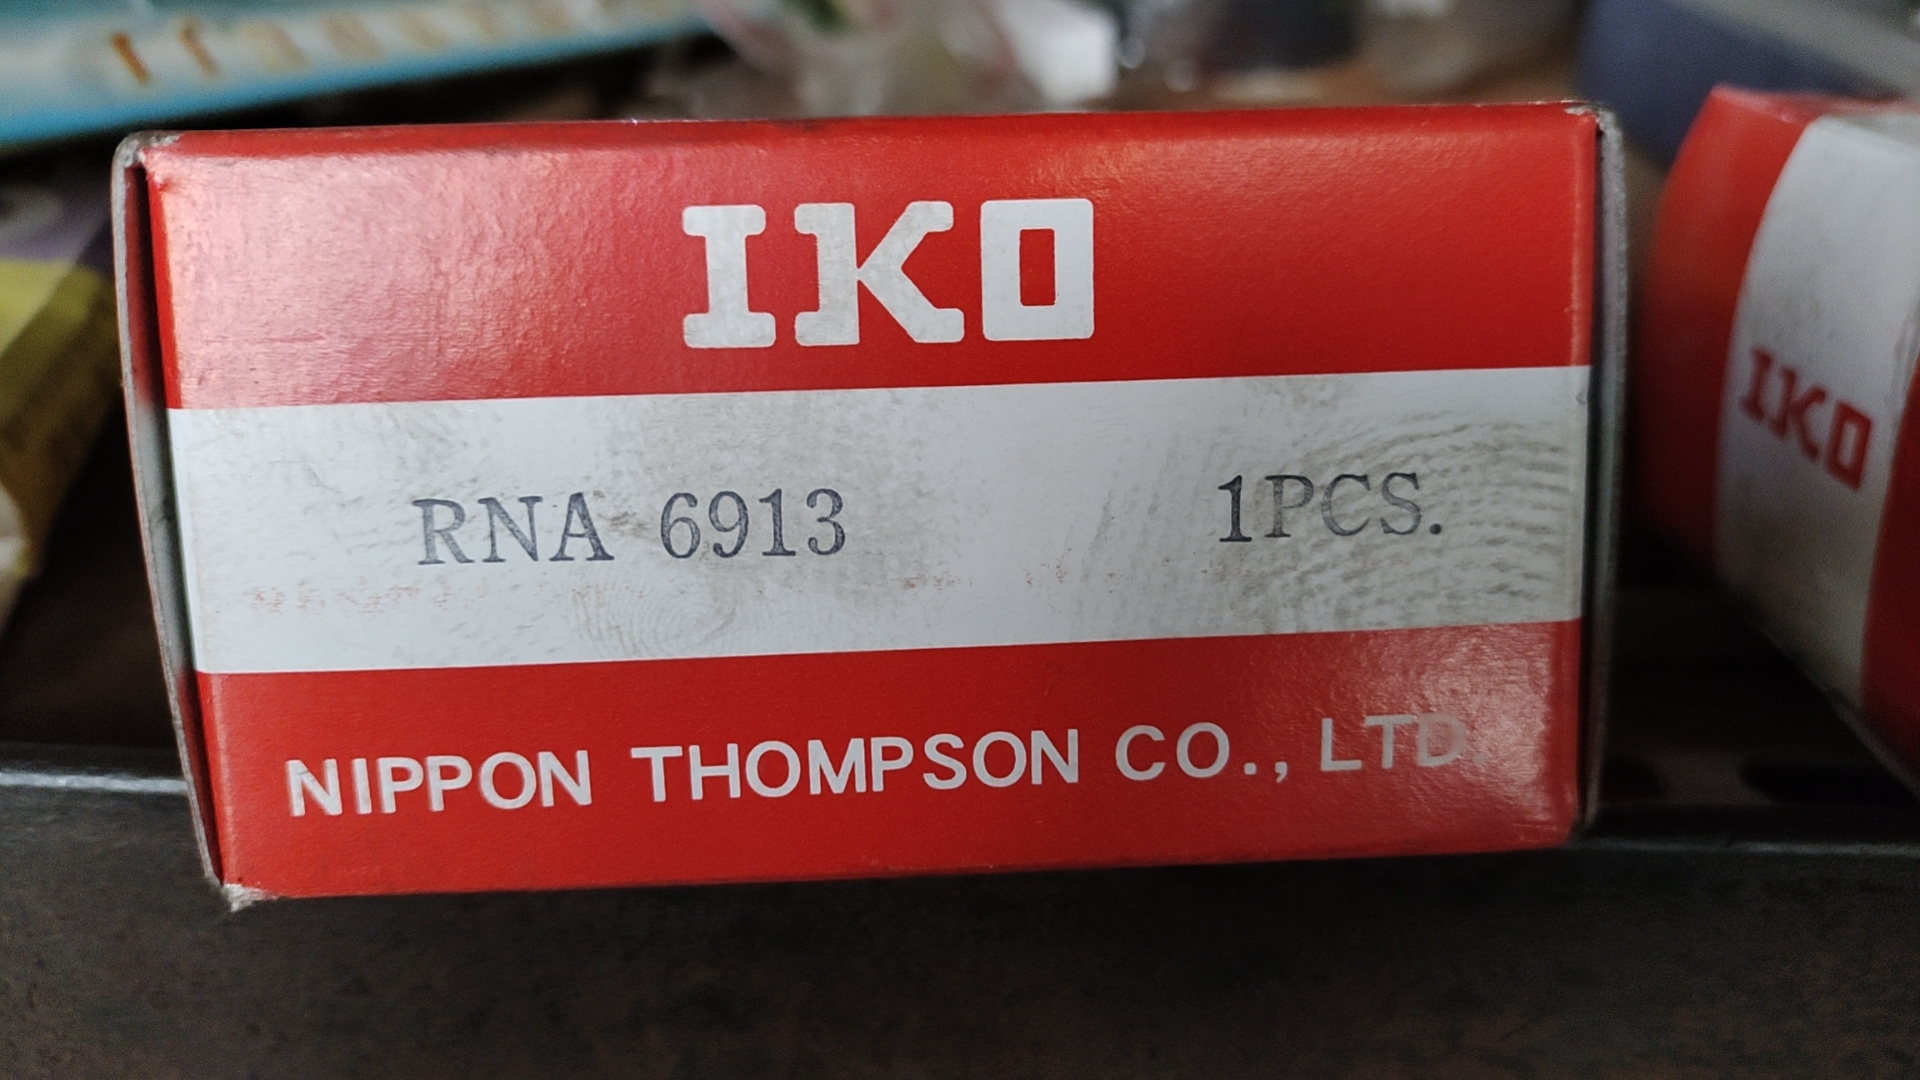 IKO
RNA 6913 1PCS.
NIPPON THOMPSON CO., LTD.
IKO